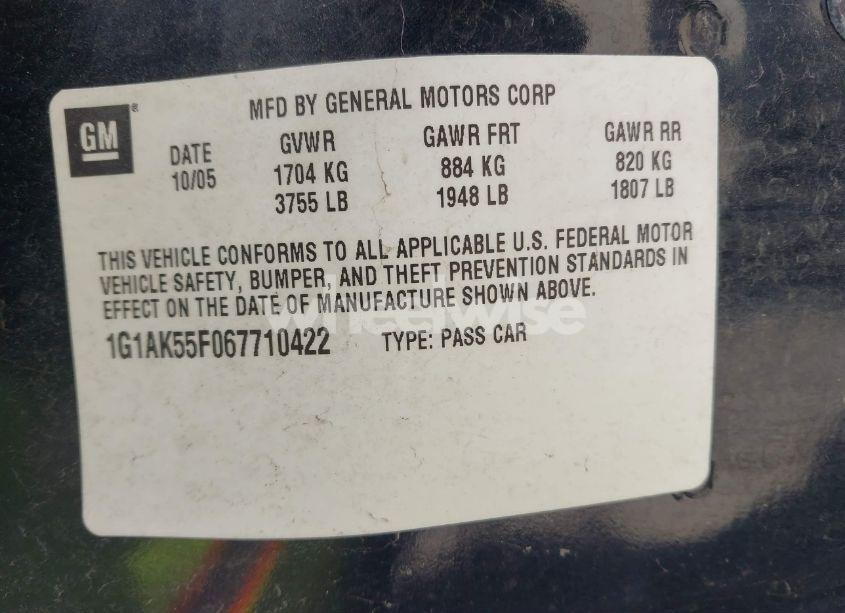 MFD BY GENERAL MOTORS CORP
GM®
DATE GVWR GAWR FRT GAWR RR
10/05 1704 KG 884 KG 820 KG
3755 LB 1948 LB 1807 LB
THIS VEHICLE CONFORMS TO ALL APPLICABLE U.S. FEDERAL MOTOR
VEHICLE SAFETY, BUMPER, AND THEFT PREVENTION STANDARDS IN
EFFECT ON THE DATE OF MANUFACTURE SHOWN ABOVE.
wheelwise
1G1AK55F067710422 TYPE: PASS CAR